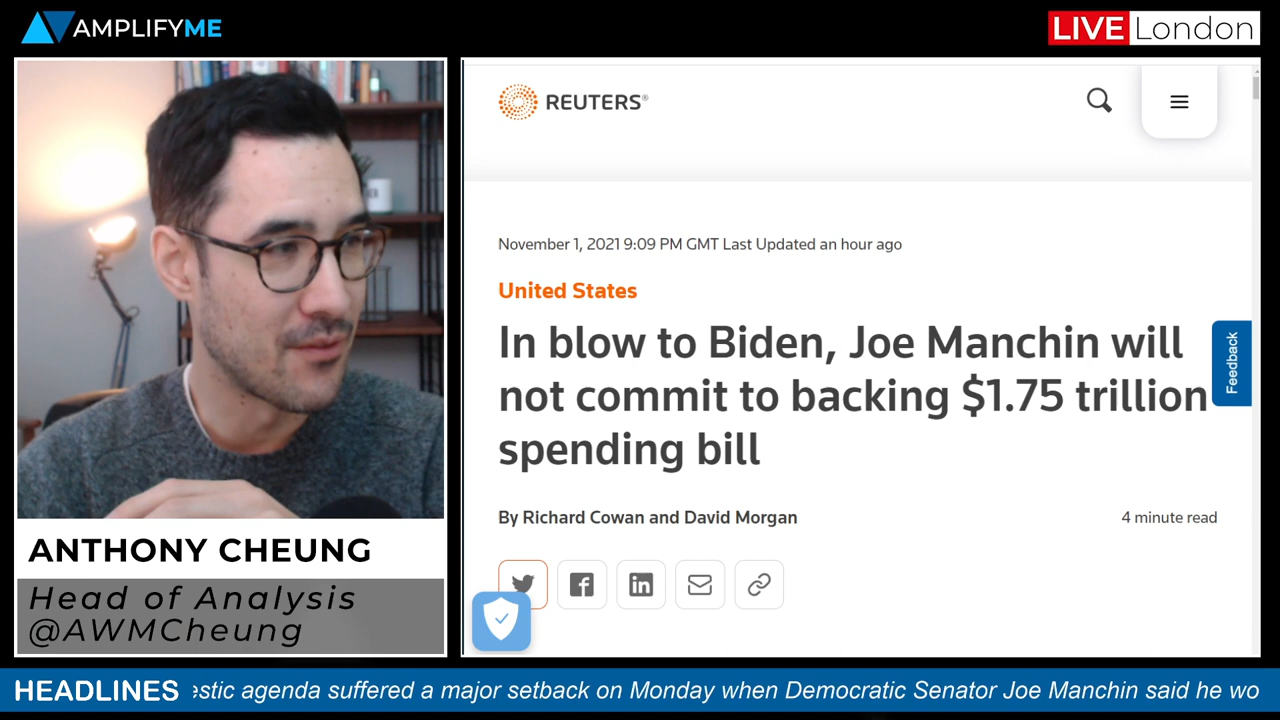 AMPLIFYME
LIVE London
REUTERS®
November 1, 2021 9:09 PM GMT Last Updated an hour ago
United States
In blow to Biden, Joe Manchin will
not commit to backing $1.75 trillion
spending bill
Feedback
By Richard Cowan and David Morgan
4 minute read
ANTHONY CHEUNG
Head of Analysis
@AWMCheung
HEADLINES estic agenda suffered a major setback on Monday when Democratic Senator Joe Manchin said he wo